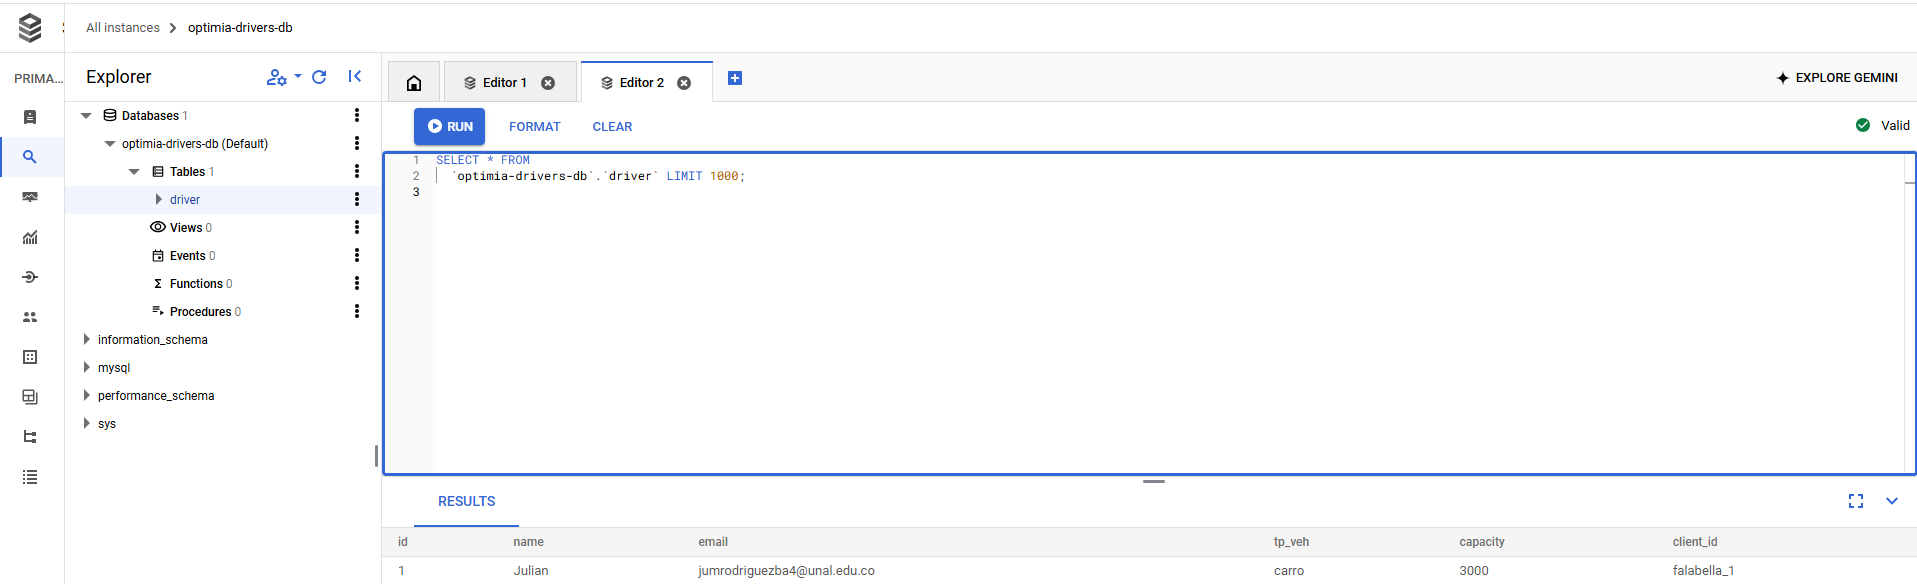 All instances > optimia-drivers-db
PRIMA...
Explorer
Databases 1
optimia-drivers-db (Default)
Tables 1
driver
Views 0
Events 0
Functions 0
Procedures 0
information_schema
mysql
performance_schema
sys
Editor 1
Editor 2
EXPLORE GEMINI
RUN FORMAT CLEAR
Valid
1 SELECT * FROM
2 `optimia-drivers-db`.`driver` LIMIT 1000;
3
RESULTS
id name email tp_veh capacity client_id
1 Julian jumrodriguezba4@unal.edu.co carro 3000 falabella_1